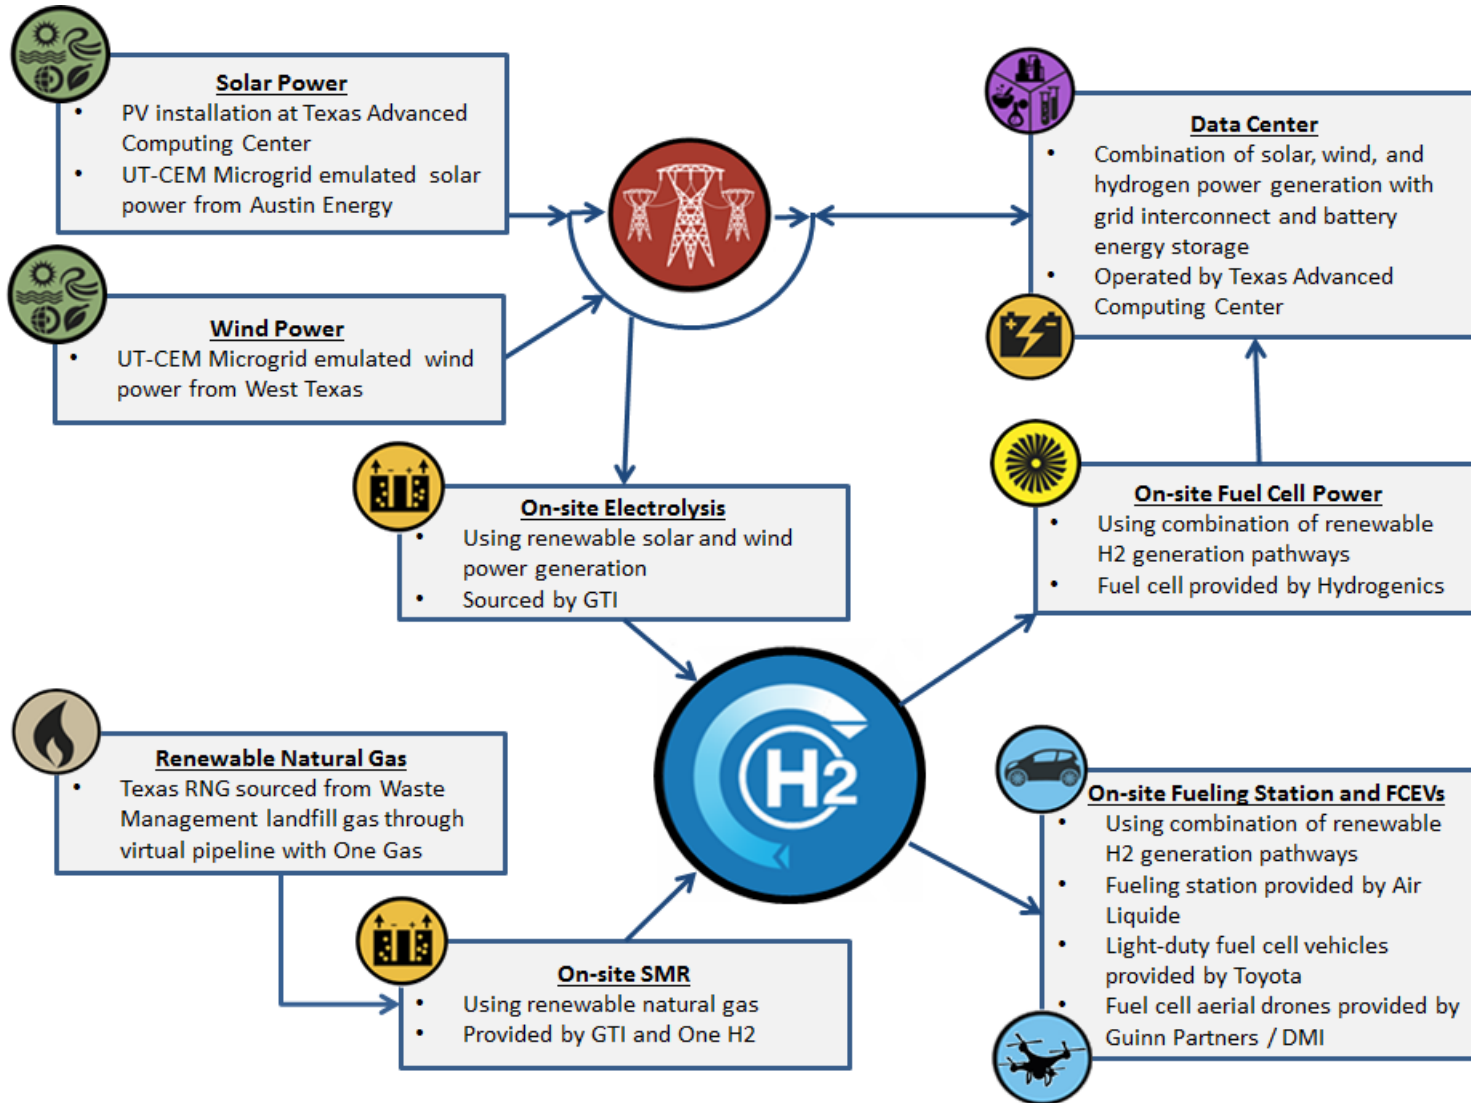 Solar Power
• PV installation at Texas Advanced
Computing Center
• UT-CEM Microgrid emulated solar
power from Austin Energy
Wind Power
• UT-CEM Microgrid emulated wind
power from West Texas
Data Center
• Combination of solar, wind, and
hydrogen power generation with
grid interconnect and battery
energy storage
• Operated by Texas Advanced
Computing Center
On-site Electrolysis
• Using renewable solar and wind
power generation
• Sourced by GTI
On-site Fuel Cell Power
• Using combination of renewable
H2 generation pathways
• Fuel cell provided by Hydrogenics
Renewable Natural Gas
• Texas RNG sourced from Waste
Management landfill gas through
virtual pipeline with One Gas
H2
On-site Fueling Station and FCEVs
• Using combination of renewable
H2 generation pathways
• Fueling station provided by Air
Liquide
• Light-duty fuel cell vehicles
provided by Toyota
• Fuel cell aerial drones provided by
Guinn Partners / DMI
On-site SMR
• Using renewable natural gas
• Provided by GTI and One H2